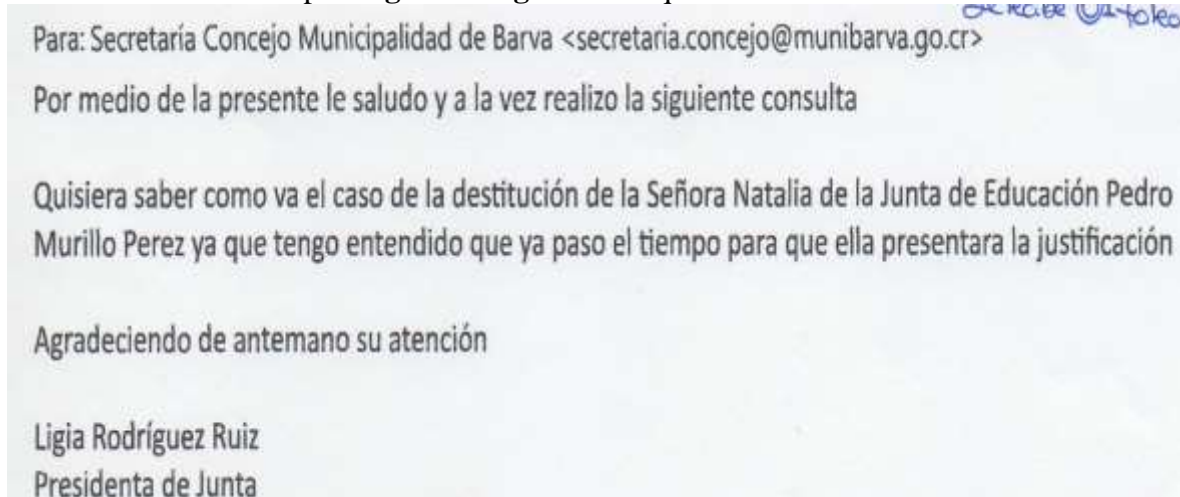 Para: Secretaría Concejo Municipalidad de Barva <secretaria.concejo@munibarva.go.cr>
Por medio de la presente le saludo y a la vez realizo la siguiente consulta
Quisiera saber como va el caso de la destitución de la Señora Natalia de la Junta de Educación Pedro
Murillo Perez ya que tengo entendido que ya paso el tiempo para que ella presentara la justificación
Agradeciendo de antemano su atención
Ligia Rodríguez Ruiz
Presidenta de Junta